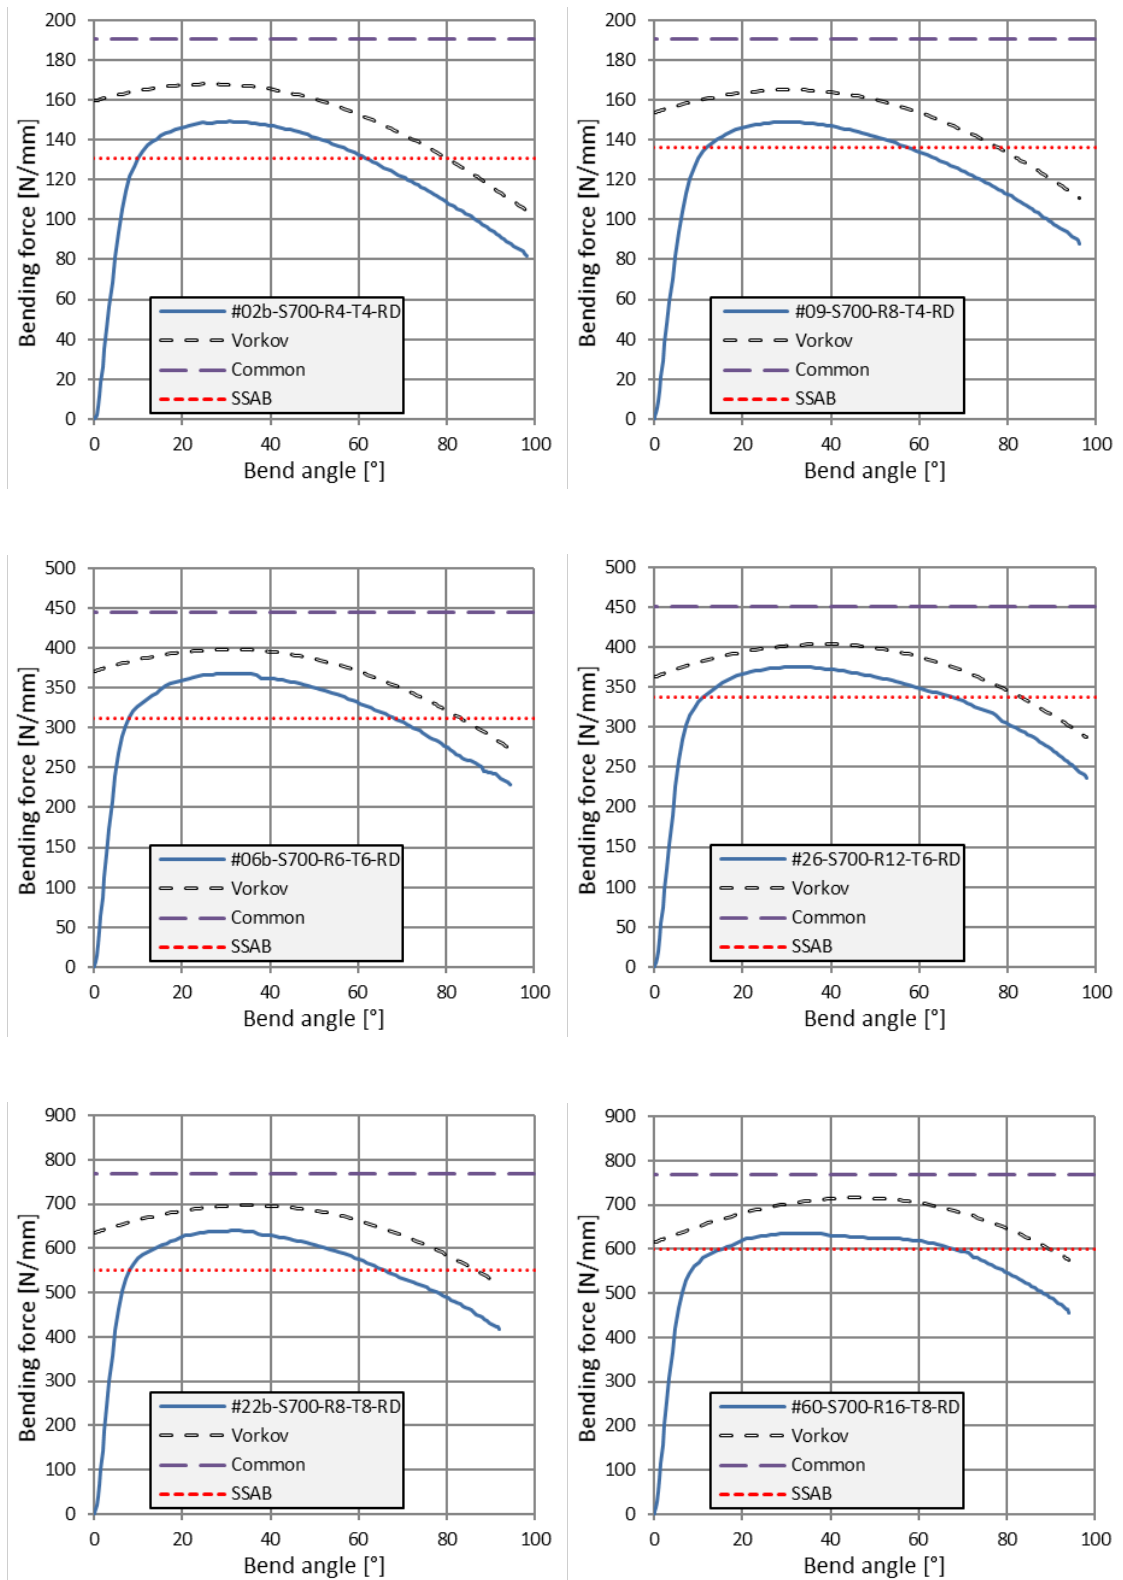 Bending force [N/mm]
200
180
160
140
120
100
80
60
40
20
0
#02b-S700-R4-T4-RD
Vorkov
Common
SSAB
0 20 40 60 80 100
Bend angle [°]
Bending force [N/mm]
200
180
160
140
120
100
80
60
40
20
0
#09-S700-R8-T4-RD
Vorkov
Common
SSAB
0 20 40 60 80 100
Bend angle [°]
Bending force [N/mm]
500
450
400
350
300
250
200
150
100
50
0
#06b-S700-R6-T6-RD
Vorkov
Common
SSAB
0 20 40 60 80 100
Bend angle [°]
Bending force [N/mm]
500
450
400
350
300
250
200
150
100
50
0
#26-S700-R12-T6-RD
Vorkov
Common
SSAB
0 20 40 60 80 100
Bend angle [°]
Bending force [N/mm]
900
800
700
600
500
400
300
200
100
0
#22b-S700-R8-T8-RD
Vorkov
Common
SSAB
0 20 40 60 80 100
Bend angle [°]
Bending force [N/mm]
900
800
700
600
500
400
300
200
100
0
#60-S700-R16-T8-RD
Vorkov
Common
SSAB
0 20 40 60 80 100
Bend angle [°]